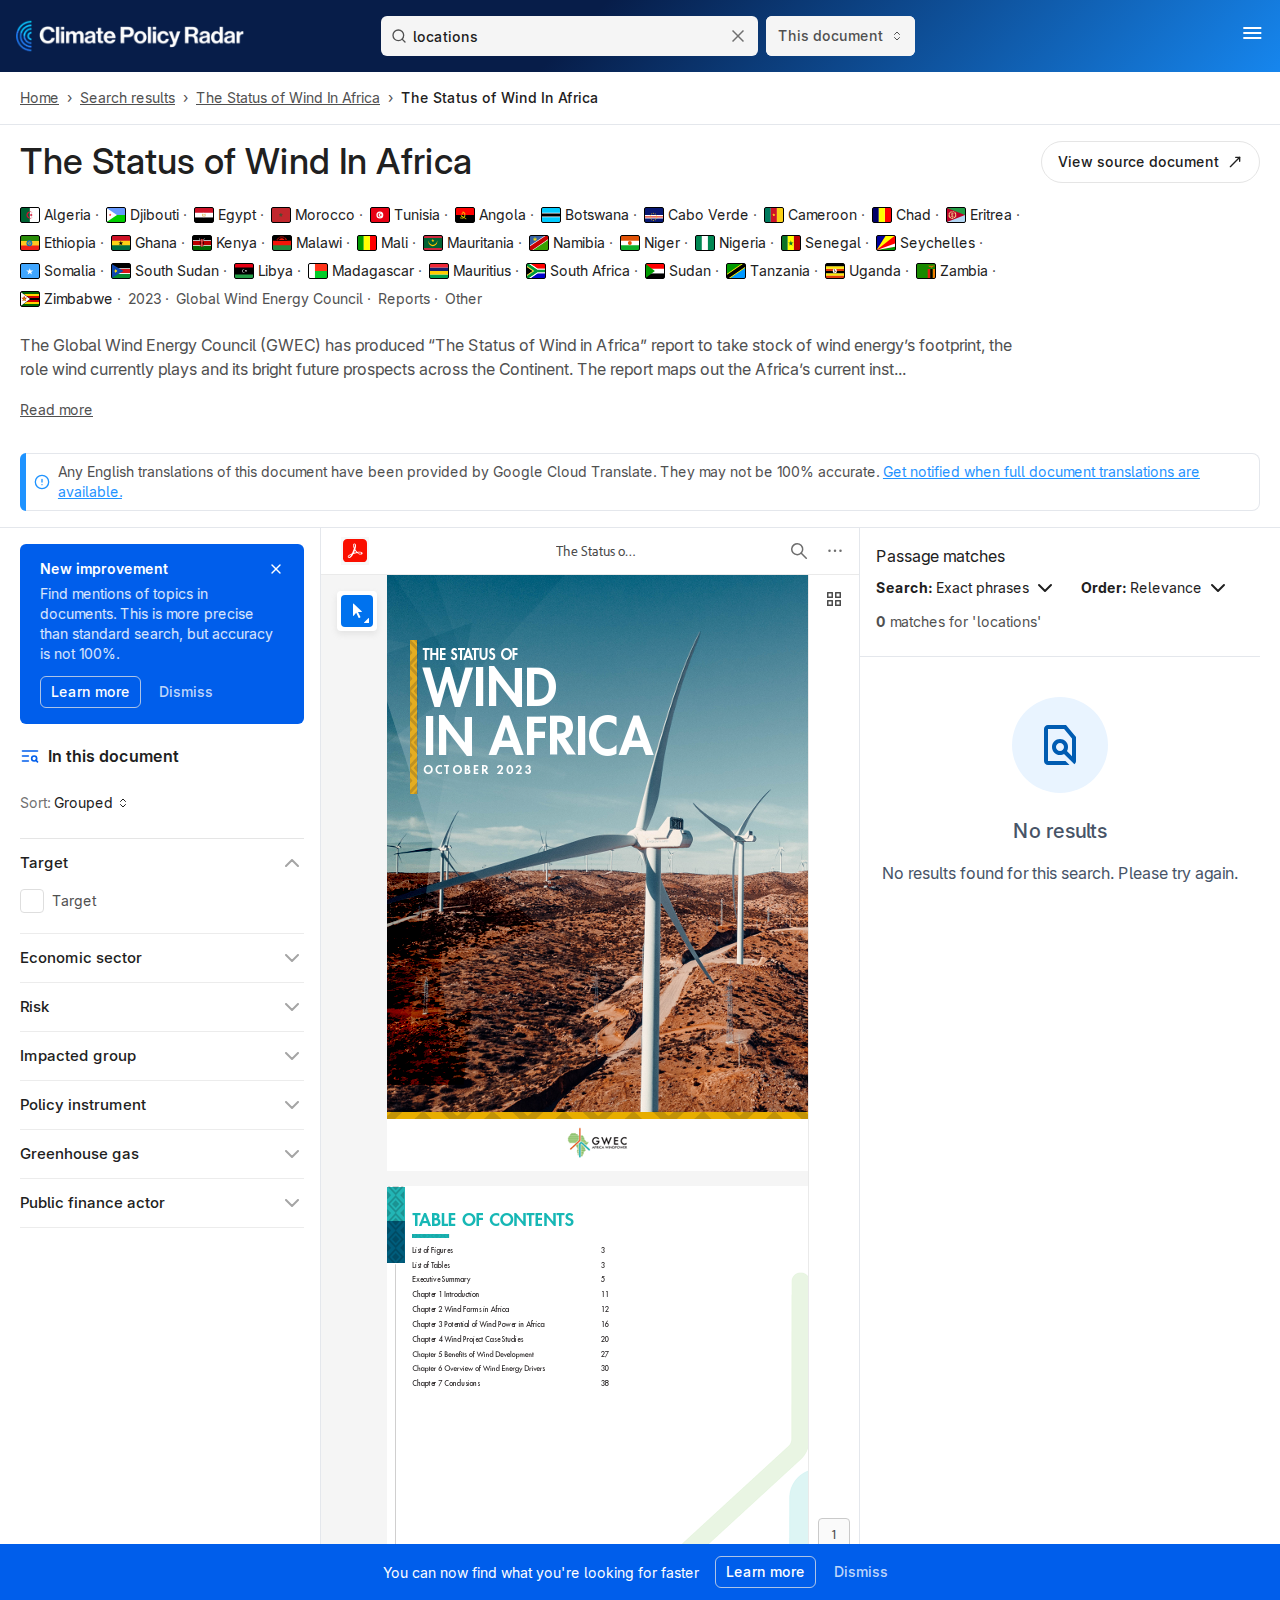 Climate Policy Radar
locations
This document
Home › Search results › The Status of Wind In Africa › The Status of Wind In Africa
The Status of Wind In Africa
View source document
Algeria · Djibouti · Egypt · Morocco · Tunisia · Angola · Botswana · Cabo Verde · Cameroon · Chad · Eritrea ·
Ethiopia · Ghana · Kenya · Malawi · Mali · Mauritania · Namibia · Niger · Nigeria · Senegal · Seychelles ·
Somalia · South Sudan · Libya · Madagascar · Mauritius · South Africa · Sudan · Tanzania · Uganda · Zambia ·
Zimbabwe · 2023 · Global Wind Energy Council · Reports · Other
The Global Wind Energy Council (GWEC) has produced “The Status of Wind in Africa” report to take stock of wind energy’s footprint, the
role wind currently plays and its bright future prospects across the Continent. The report maps out the Africa’s current inst...
Read more
Any English translations of this document have been provided by Google Cloud Translate. They may not be 100% accurate. Get notified when full document translations are
available.
New improvement
Find mentions of topics in
documents. This is more precise
than standard search, but accuracy
is not 100%.
Learn more
Dismiss
In this document
Sort: Grouped
Target
Target
Economic sector
Risk
Impacted group
Policy instrument
Greenhouse gas
Public finance actor
The Status o...
THE STATUS OF
WIND
IN AFRICA
OCTOBER 2023
GWEC
AFRICA WINDPOWER
TABLE OF CONTENTS
List of Figures 3
List of Tables 3
Executive Summary 5
Chapter 1 Introduction 11
Chapter 2 Wind Farms in Africa 12
Chapter 3 Potential of Wind Power in Africa 16
Chapter 4 Wind Project Case Studies 20
Chapter 5 Benefits of Wind Development 27
Chapter 6 Overview of Wind Energy Drivers 30
Chapter 7 Conclusions 38
1
Passage matches
Search: Exact phrases
Order: Relevance
0 matches for 'locations'
No results
No results found for this search. Please try again.
You can now find what you're looking for faster
Learn more
Dismiss